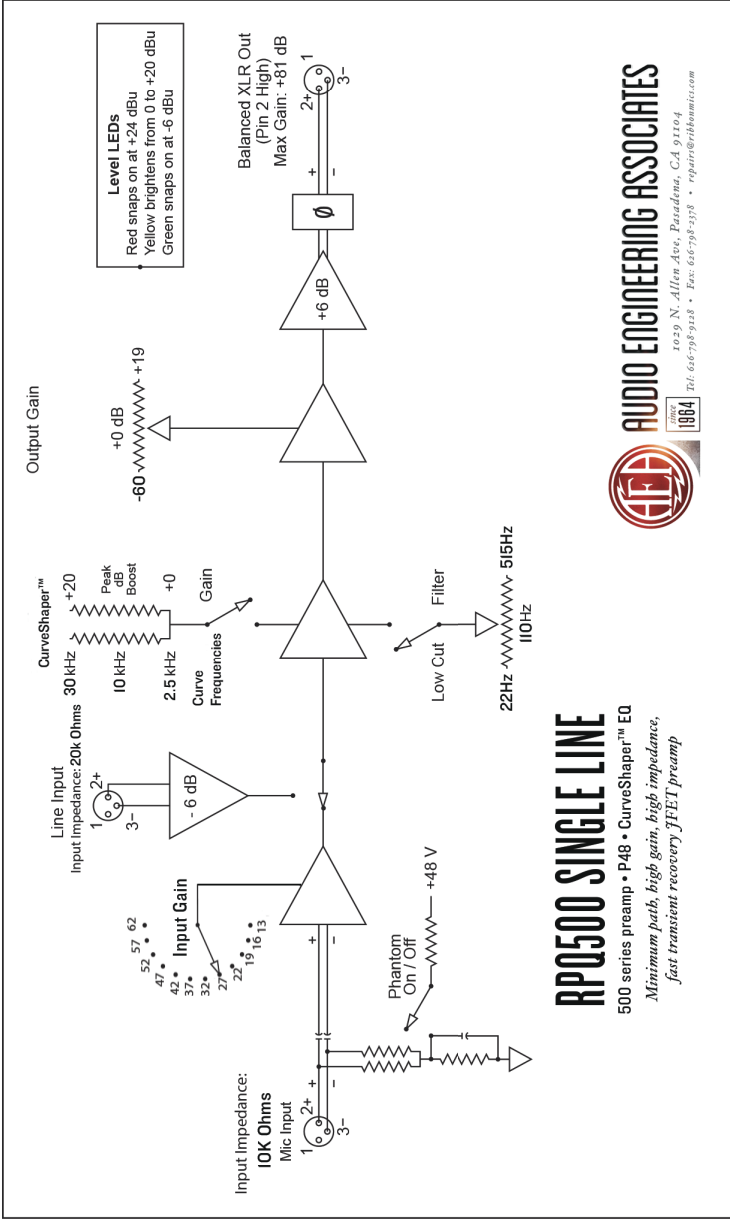 Input Impedance:
10K Ohms
Mic Input
1
2+
3–
+
–
Phantom
On / Off
+48 V
Input Gain
62
57
52
47
42
37
32
27
22
19
16
13
+
–
Line Input
Input Impedance: 20k Ohms
1
2+
3–
- 6 dB
CurveShaper™
30 kHz
+20
10 kHz
Peak
dB
Boost
2.5 kHz
+0
Curve
Frequencies
Gain
Low Cut
Filter
22Hz
515Hz
110Hz
Output Gain
+0 dB
-60
+19
+6 dB
Ø
+
–
Balanced XLR Out
(Pin 2 High)
Max Gain: +81 dB
2+
1
3–
Level LEDs
Red snaps on at +24 dBu
Yellow brightens from 0 to +20 dBu
Green snaps on at -6 dBu
RPQ500 SINGLE LINE
500 series preamp • P48 • CurveShaper™ EQ
Minimum path, high gain, high impedance,
fast transient recovery JFET preamp
AEA
AUDIO ENGINEERING ASSOCIATES
since
1964
1029 N. Allen Ave, Pasadena, CA 91104
Tel: 626-798-9128 • Fax: 626-798-2378 • repairs@ribbonmics.com